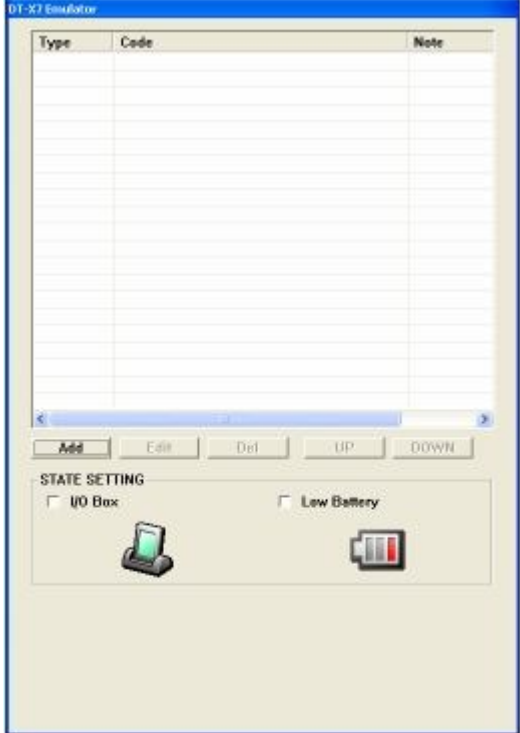 DT-X7 Emulator
Type Code Note
Add Edit Del UP DOWN
STATE SETTING
I/O Box Low Battery